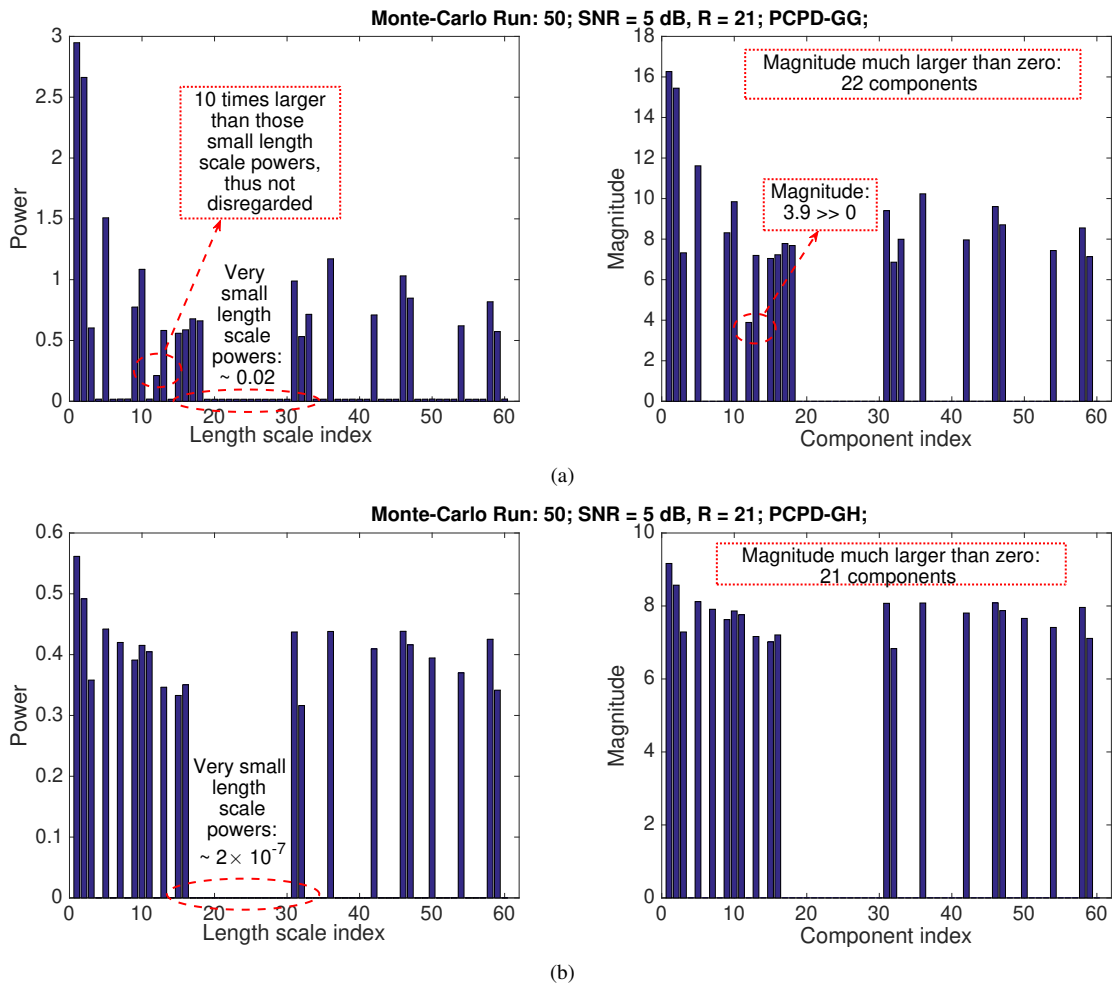 Monte-Carlo Run: 50; SNR = 5 dB, R = 21; PCPD-GG;
3
2.5
2
1.5
1
0.5
0
Power
10 times larger
than those
small length
scale powers,
thus not
disregarded
Very
small
length
scale
powers:
~ 0.02
0 10 20 30 40 50 60
Length scale index
18
16
14
12
10
8
6
4
2
0
Magnitude
Magnitude much larger than zero:
22 components
Magnitude:
3.9 >> 0
0 10 20 30 40 50 60
Component index
(a)
Monte-Carlo Run: 50; SNR = 5 dB, R = 21; PCPD-GH;
0.6
0.5
0.4
0.3
0.2
0.1
0
Power
Very small
length
scale
powers:
~ 2× 10⁻⁷
0 10 20 30 40 50 60
Length scale index
10
8
6
4
2
0
Magnitude
Magnitude much larger than zero:
21 components
0 10 20 30 40 50 60
Component index
(b)